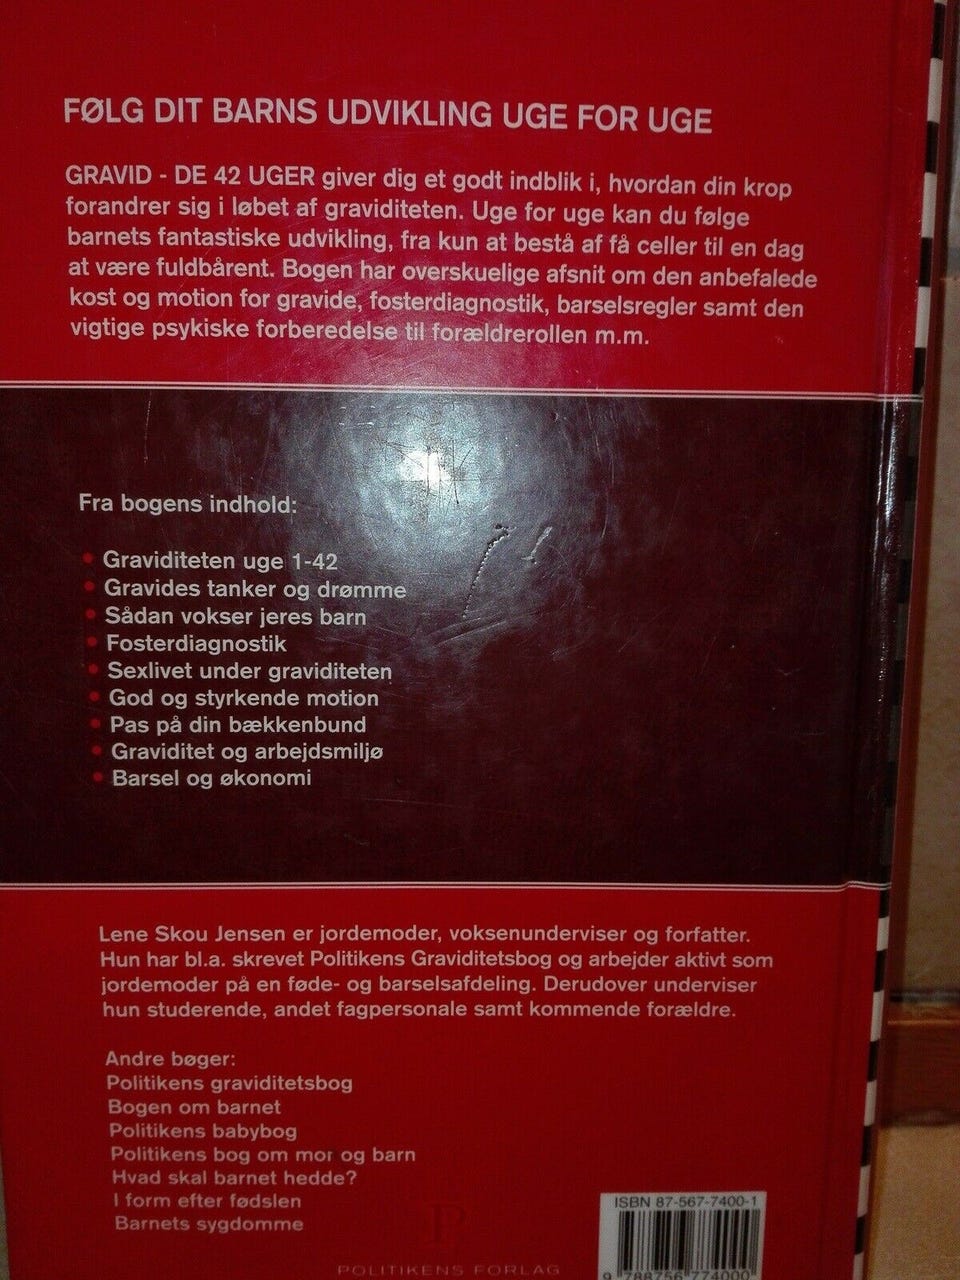 FØLG DIT BARNS UDVIKLING UGE FOR UGE
GRAVID - DE 42 UGER giver dig et godt indblik i, hvordan din krop
forandrer sig i løbet af graviditeten. Uge for uge kan du følge
barnets fantastiske udvikling, fra kun at bestå af få celler til en dag
at være fuldbårent. Bogen har overskuelige afsnit om den anbefalede
kost og motion for gravide, fosterdiagnostik, barselsregler samt den
vigtige psykiske forberedelse til forældrerollen m.m.
Fra bogens indhold:
• Graviditeten uge 1-42
• Gravides tanker og drømme
• Sådan vokser jeres barn
• Fosterdiagnostik
• Sexlivet under graviditeten
• God og styrkende motion
• Pas på din bækkenbund
• Graviditet og arbejdsmiljø
• Barsel og økonomi
Lene Skou Jensen er jordemoder, voksenunderviser og forfatter.
Hun har bl.a. skrevet Politikens Graviditetsbog og arbejder aktivt som
jordemoder på en føde- og barselsafdeling. Derudover underviser
hun studerende, andet fagpersonale samt kommende forældre.
Andre bøger:
Politikens graviditetsbog
Bogen om barnet
Politikens babybog
Politikens bog om mor og barn
Hvad skal barnet hedde?
I form efter fødslen
Barnets sygdomme
P
POLITIKENS FORLAG
ISBN 87-567-7400-1
9 788756 774000